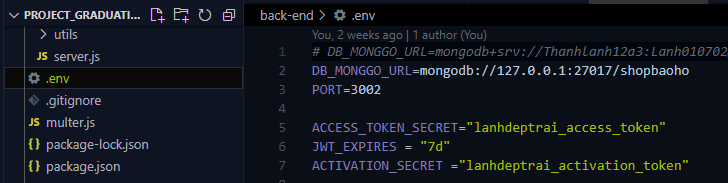 PROJECT_GRADUATI...
utils
JS server.js
.env
.gitignore
JS multer.js
{} package-lock.json
{} package.json
back-end > .env
You, 2 weeks ago | 1 author (You)
1 # DB_MONGGO_URL=mongodb+srv://Thanhlanh12a3:Lanh010702
2 DB_MONGGO_URL=mongodb://127.0.0.1:27017/shopbaoho
3 PORT=3002
4
5 ACCESS_TOKEN_SECRET="lanhdeptrai_access_token"
6 JWT_EXPIRES = "7d"
7 ACTIVATION_SECRET ="lanhdeptrai_activation_token"